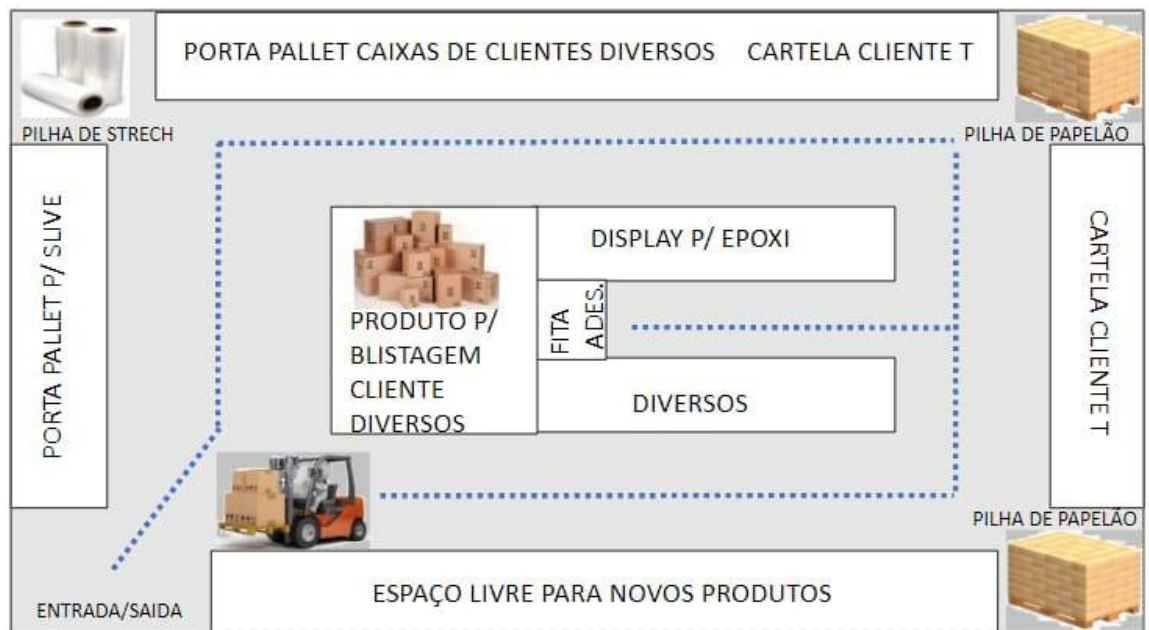 PORTA PALLET CAIXAS DE CLIENTES DIVERSOS CARTELA CLIENTE T
PILHA DE STRECH
PILHA DE PAPELÃO
PORTA PALLET P/ SLIVE
DISPLAY P/ EPOXI
PRODUTO P/
BLISTAGEM
CLIENTE
DIVERSOS
FITA
ADES.
DIVERSOS
CARTELA CLIENTE T
PILHA DE PAPELÃO
ESPAÇO LIVRE PARA NOVOS PRODUTOS
ENTRADA/SAIDA